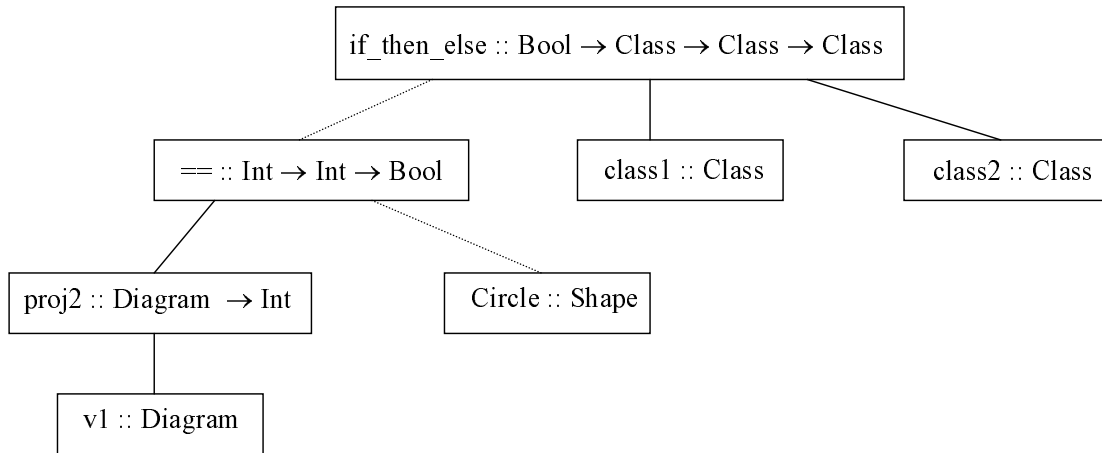 if_then_else :: Bool → Class → Class → Class
== :: Int → Int → Bool
class1 :: Class
class2 :: Class
proj2 :: Diagram → Int
Circle :: Shape
v1 :: Diagram